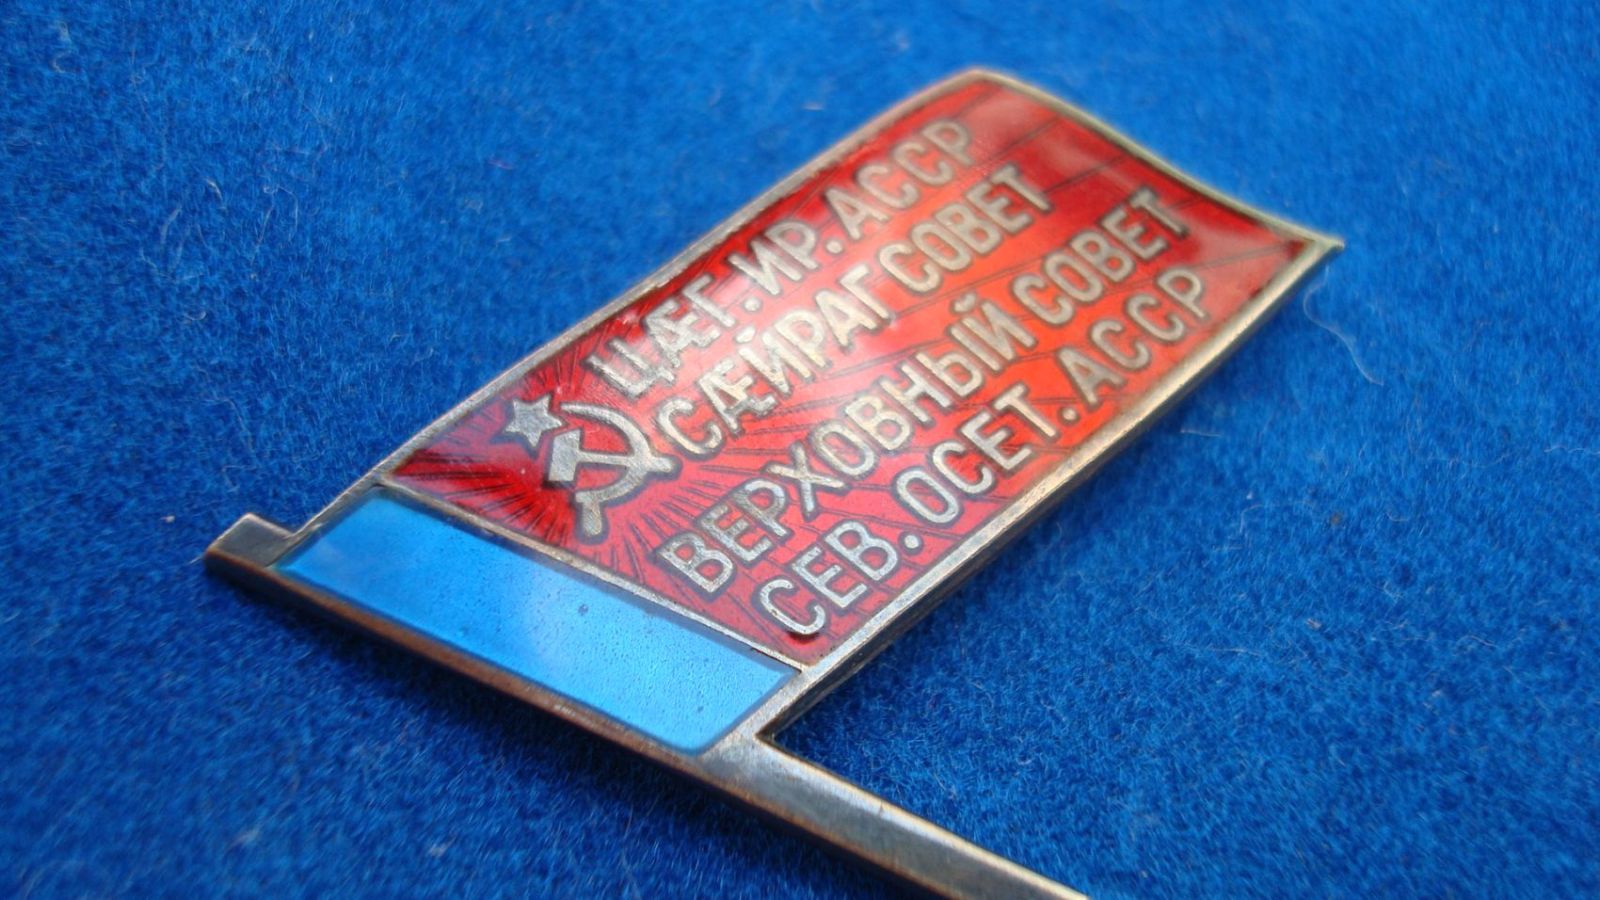 ЦÆГ. ИР. АССР
СÆЙРАГ СОВЕТ
ВЕРХОВНЫЙ СОВЕТ
СЕВ. ОСЕТ. АССР